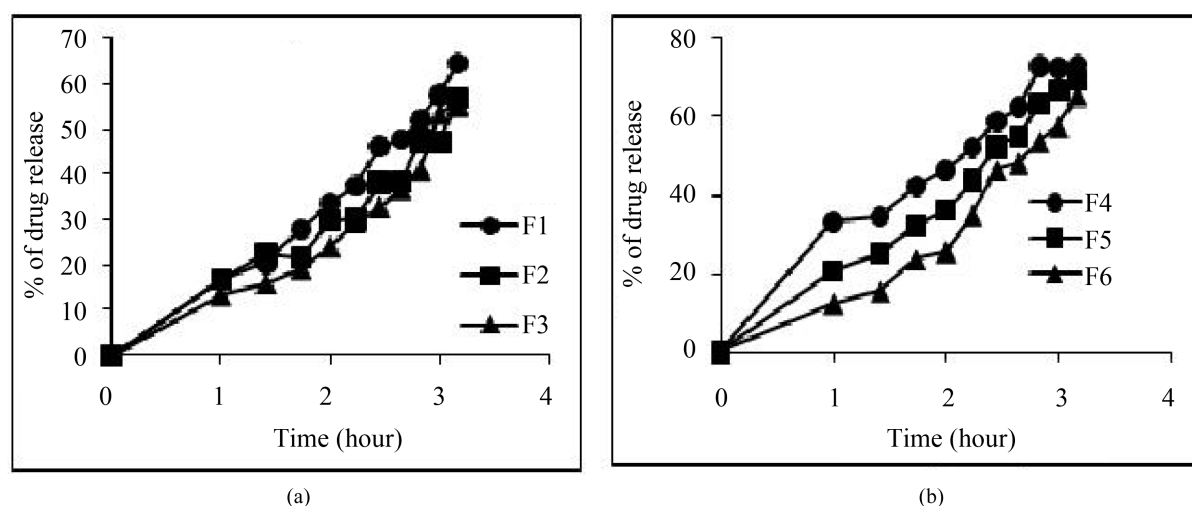 70
60
50
40
30
20
10
0
% of drug release
0 1 2 3 4
Time (hour)
F1
F2
F3
(a)
80
60
40
20
0
% of drug release
0 1 2 3 4
Time (hour)
F4
F5
F6
(b)